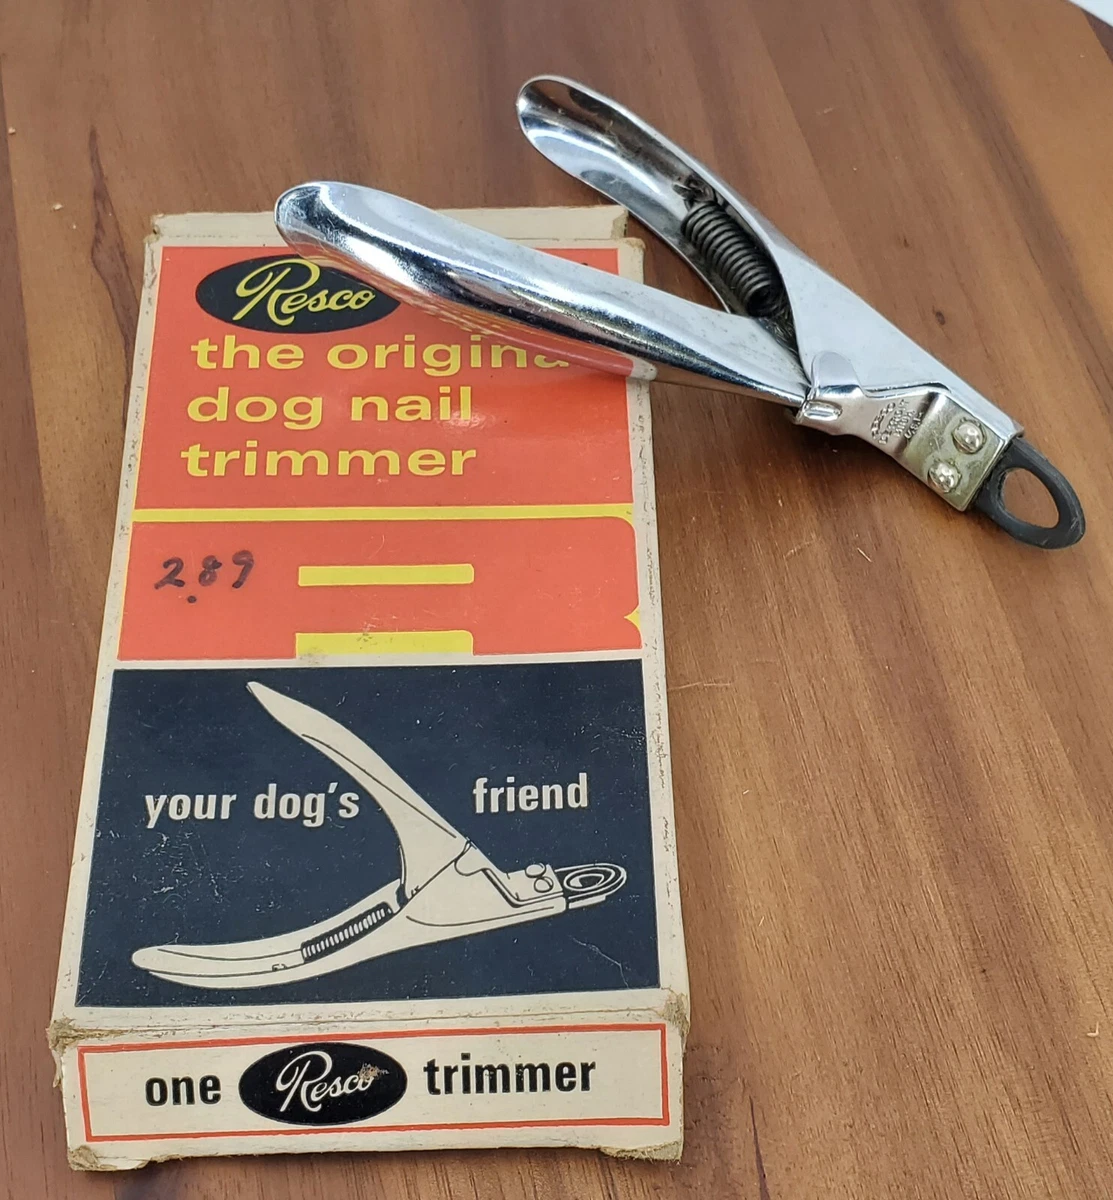 Resco
the origina
dog nail
trimmer
2.89
your dog's friend
one Resco trimmer